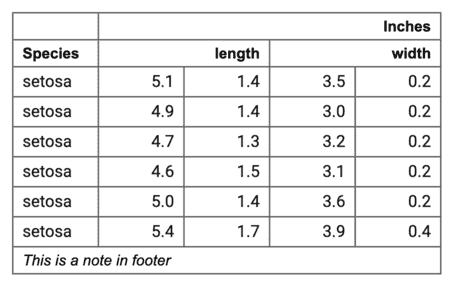 Inches
Species length width
setosa 5.1 1.4 3.5 0.2
setosa 4.9 1.4 3.0 0.2
setosa 4.7 1.3 3.2 0.2
setosa 4.6 1.5 3.1 0.2
setosa 5.0 1.4 3.6 0.2
setosa 5.4 1.7 3.9 0.4
This is a note in footer